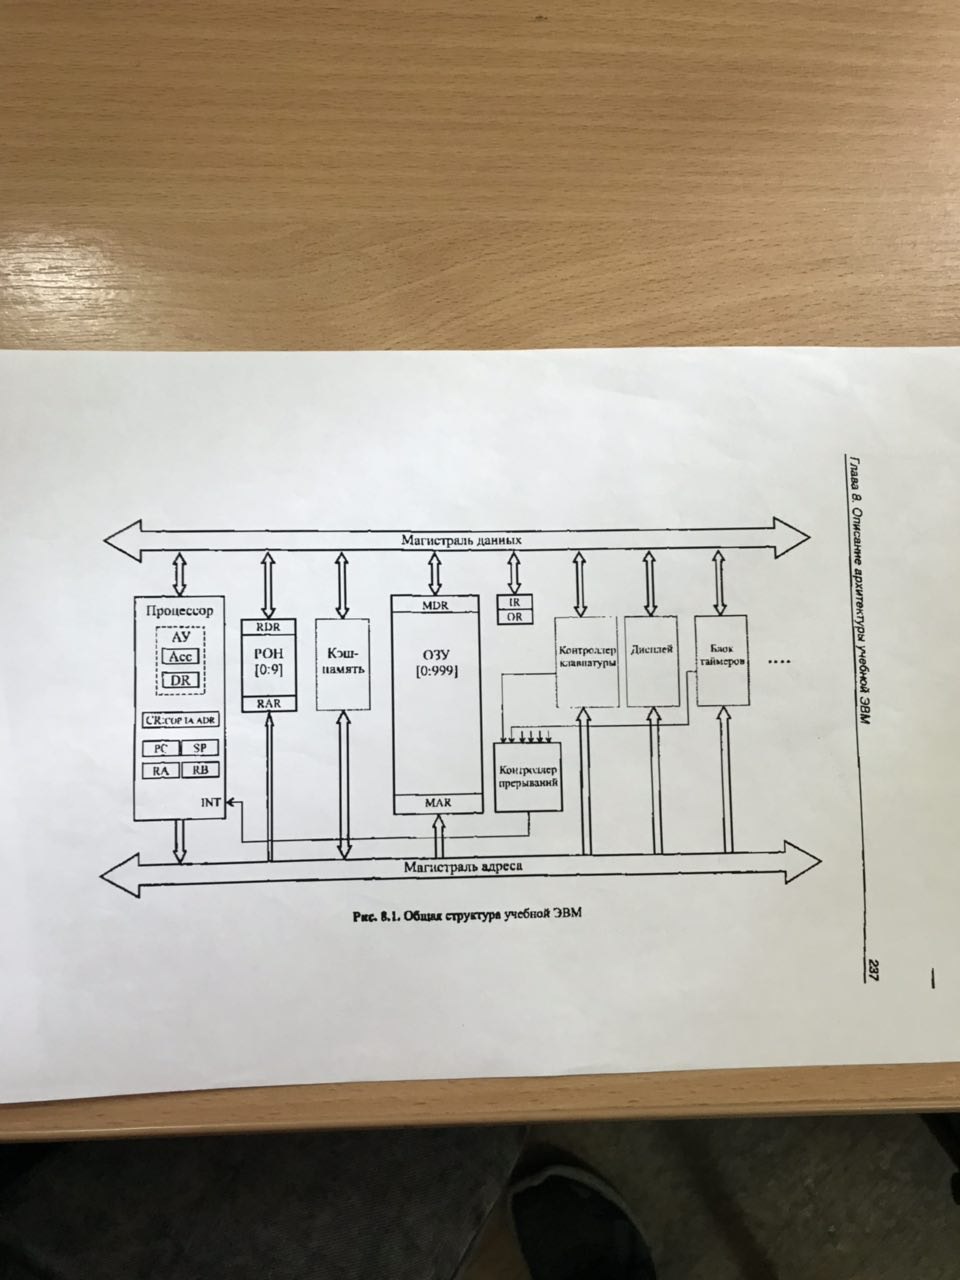 Глава 8. Описание архитектуры учебной ЭВМ
237
Магистраль данных
Процессор
АУ
Acc
DR
CR:COP IA ADR
PC
SP
RA
RB
INT
RDR
РОН
[0:9]
RAR
Кэш-
память
MDR
ОЗУ
[0:999]
MAR
IR
OR
Контроллер
клавиатуры
Дисплей
Блок
таймеров
....
Контроллер
прерываний
Магистраль адреса
Рис. 8.1. Общая структура учебной ЭВМ